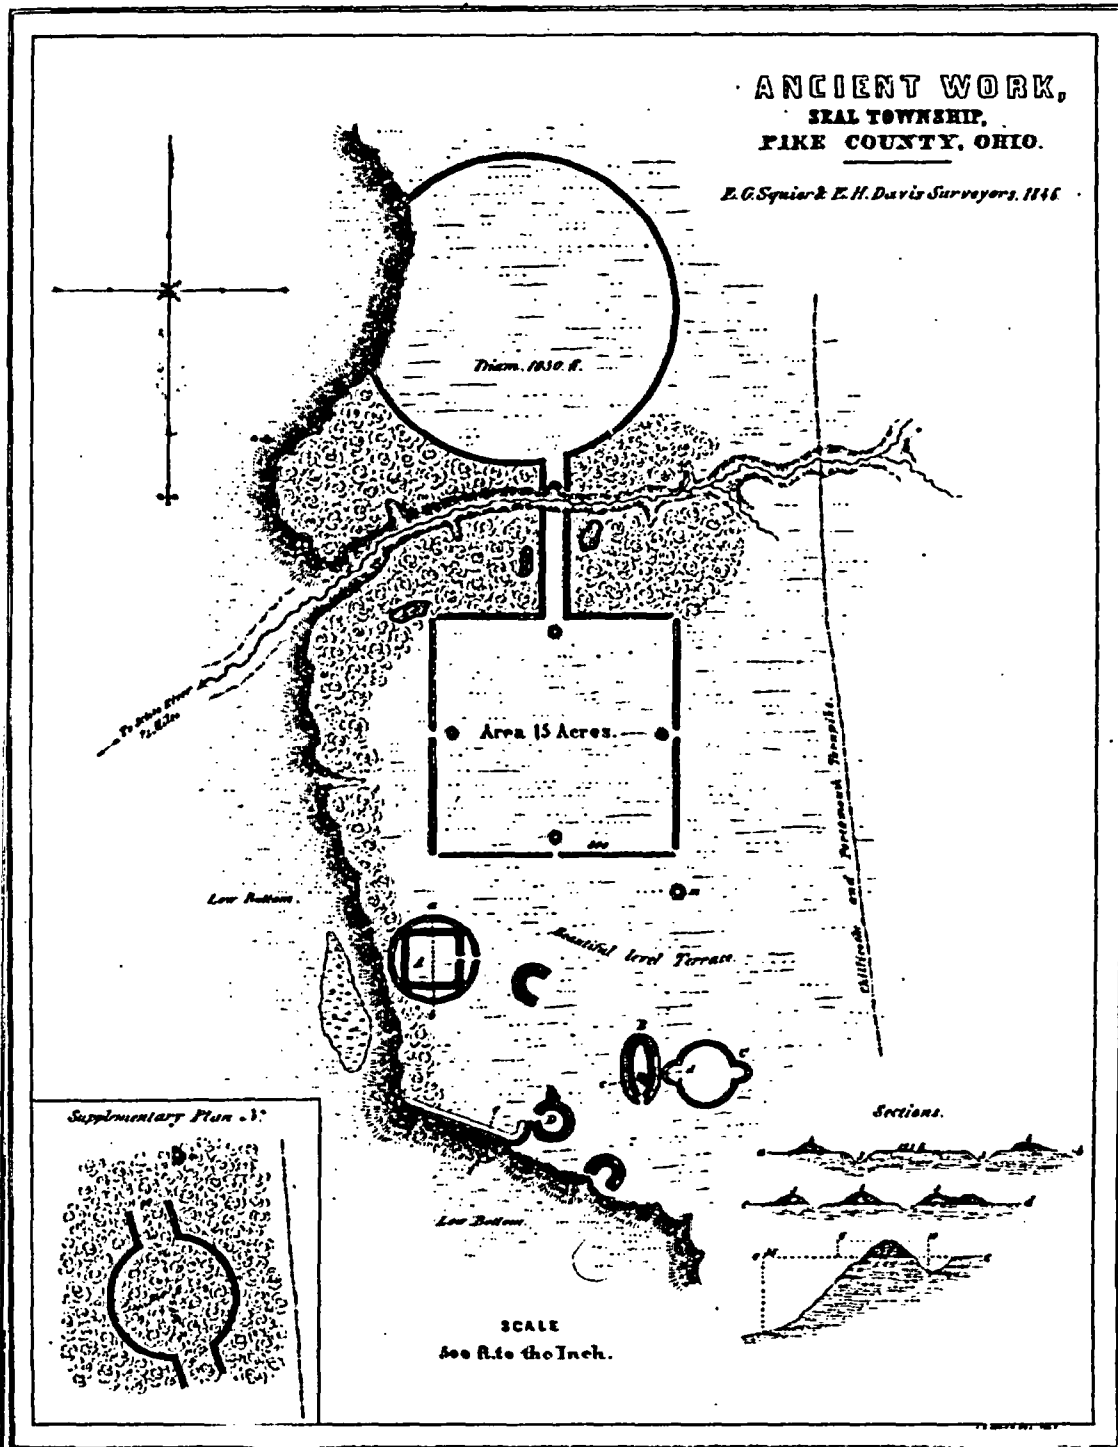 ANCIENT WORK,
SEAL TOWNSHIP,
PIKE COUNTY, OHIO.
E. G. Squier & E. H. Davis Surveyors. 1846
Diam. 1050 ft.
Area 15 Acres.
800
n
Chillicothe and Portsmouth Turnpike.
Low Bottom.
Beautiful level Terrace.
B
C
d
c
D
Supplementary Plan N.
Low Bottom
Sections.
a b
c d
SCALE
500 ft. to the Inch.